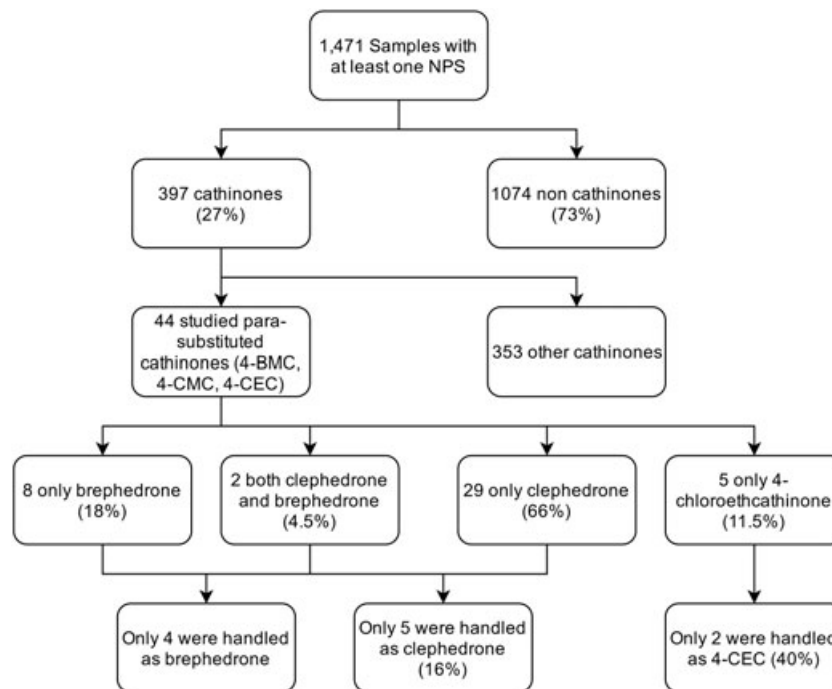 1,471 Samples with
at least one NPS
397 cathinones
(27%)
1074 non cathinones
(73%)
44 studied para-
substituted
cathinones (4-BMC,
4-CMC, 4-CEC)
353 other cathinones
8 only brephedrone
(18%)
2 both clephedrone
and brephedrone
(4.5%)
29 only clephedrone
(66%)
5 only 4-
chloroethcathinone
(11.5%)
Only 4 were handled
as brephedrone
Only 5 were handled
as clephedrone
(16%)
Only 2 were handled
as 4-CEC (40%)